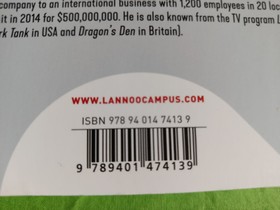 company to an international business with 1,200 employees in 20 loc
it in 2014 for $500,000,000. He is also known from the TV program L
rk Tank in USA and Dragon's Den in Britain).
WWW.LANNOOCAMPUS.COM
ISBN 978 94 014 7413 9
9 789401 474139